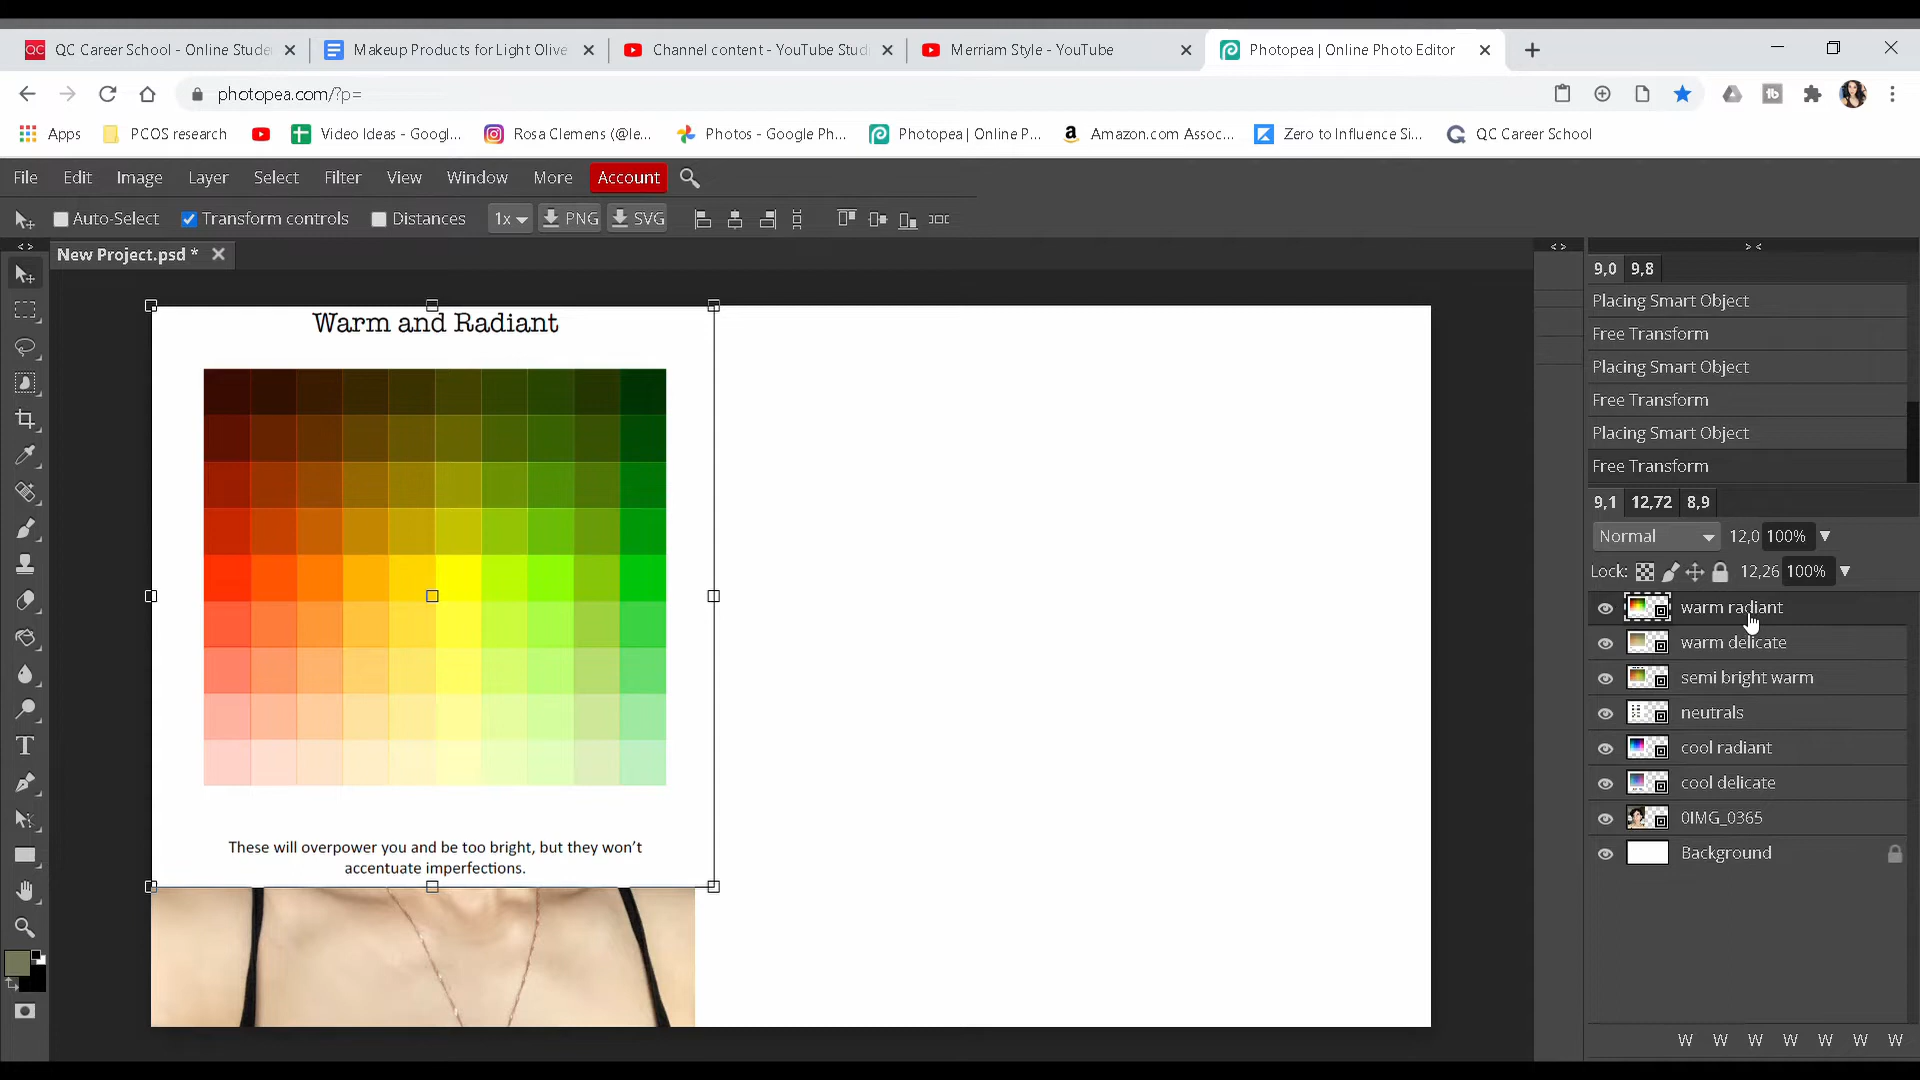 QC Career School - Online Stude
Makeup Products for Light Olive
Channel content - YouTube Studi
Merriam Style - YouTube
Photopea | Online Photo Editor
photopea.com/?p=
Apps
PCOS research
Video Ideas - Googl...
Rosa Clemens (@le...
Photos - Google Ph...
Photopea | Online P...
Amazon.com Assoc...
Zero to Influence Si...
QC Career School
File Edit Image Layer Select Filter View Window More Account
Auto-Select Transform controls Distances 1x PNG SVG
New Project.psd *
9,0 9,8
Placing Smart Object
Free Transform
Placing Smart Object
Free Transform
Placing Smart Object
Free Transform
9,1 12,72 8,9
Normal 12,0 100%
Lock: 12,26 100%
warm radiant
warm delicate
semi bright warm
neutrals
cool radiant
cool delicate
0IMG_0365
Background
W W W W W W W
Warm and Radiant
These will overpower you and be too bright, but they won't
accentuate imperfections.